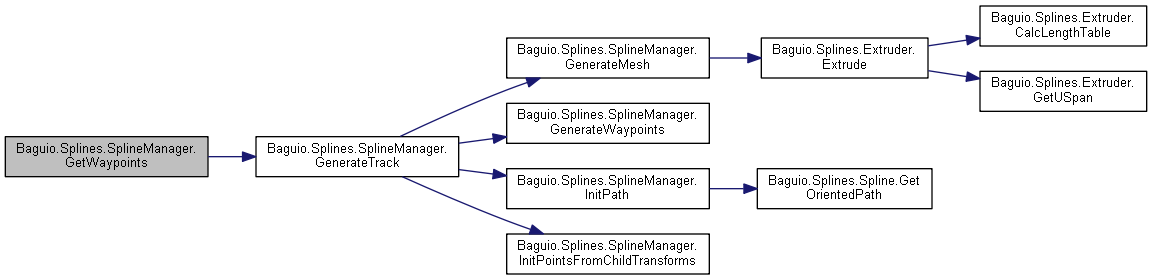 Baguio.Splines.SplineManager.
GetWaypoints
Baguio.Splines.SplineManager.
GenerateTrack
Baguio.Splines.SplineManager.
GenerateMesh
Baguio.Splines.Extruder.
Extrude
Baguio.Splines.Extruder.
CalcLengthTable
Baguio.Splines.Extruder.
GetUSpan
Baguio.Splines.SplineManager.
GenerateWaypoints
Baguio.Splines.SplineManager.
InitPath
Baguio.Splines.Spline.Get
OrientedPath
Baguio.Splines.SplineManager.
InitPointsFromChildTransforms